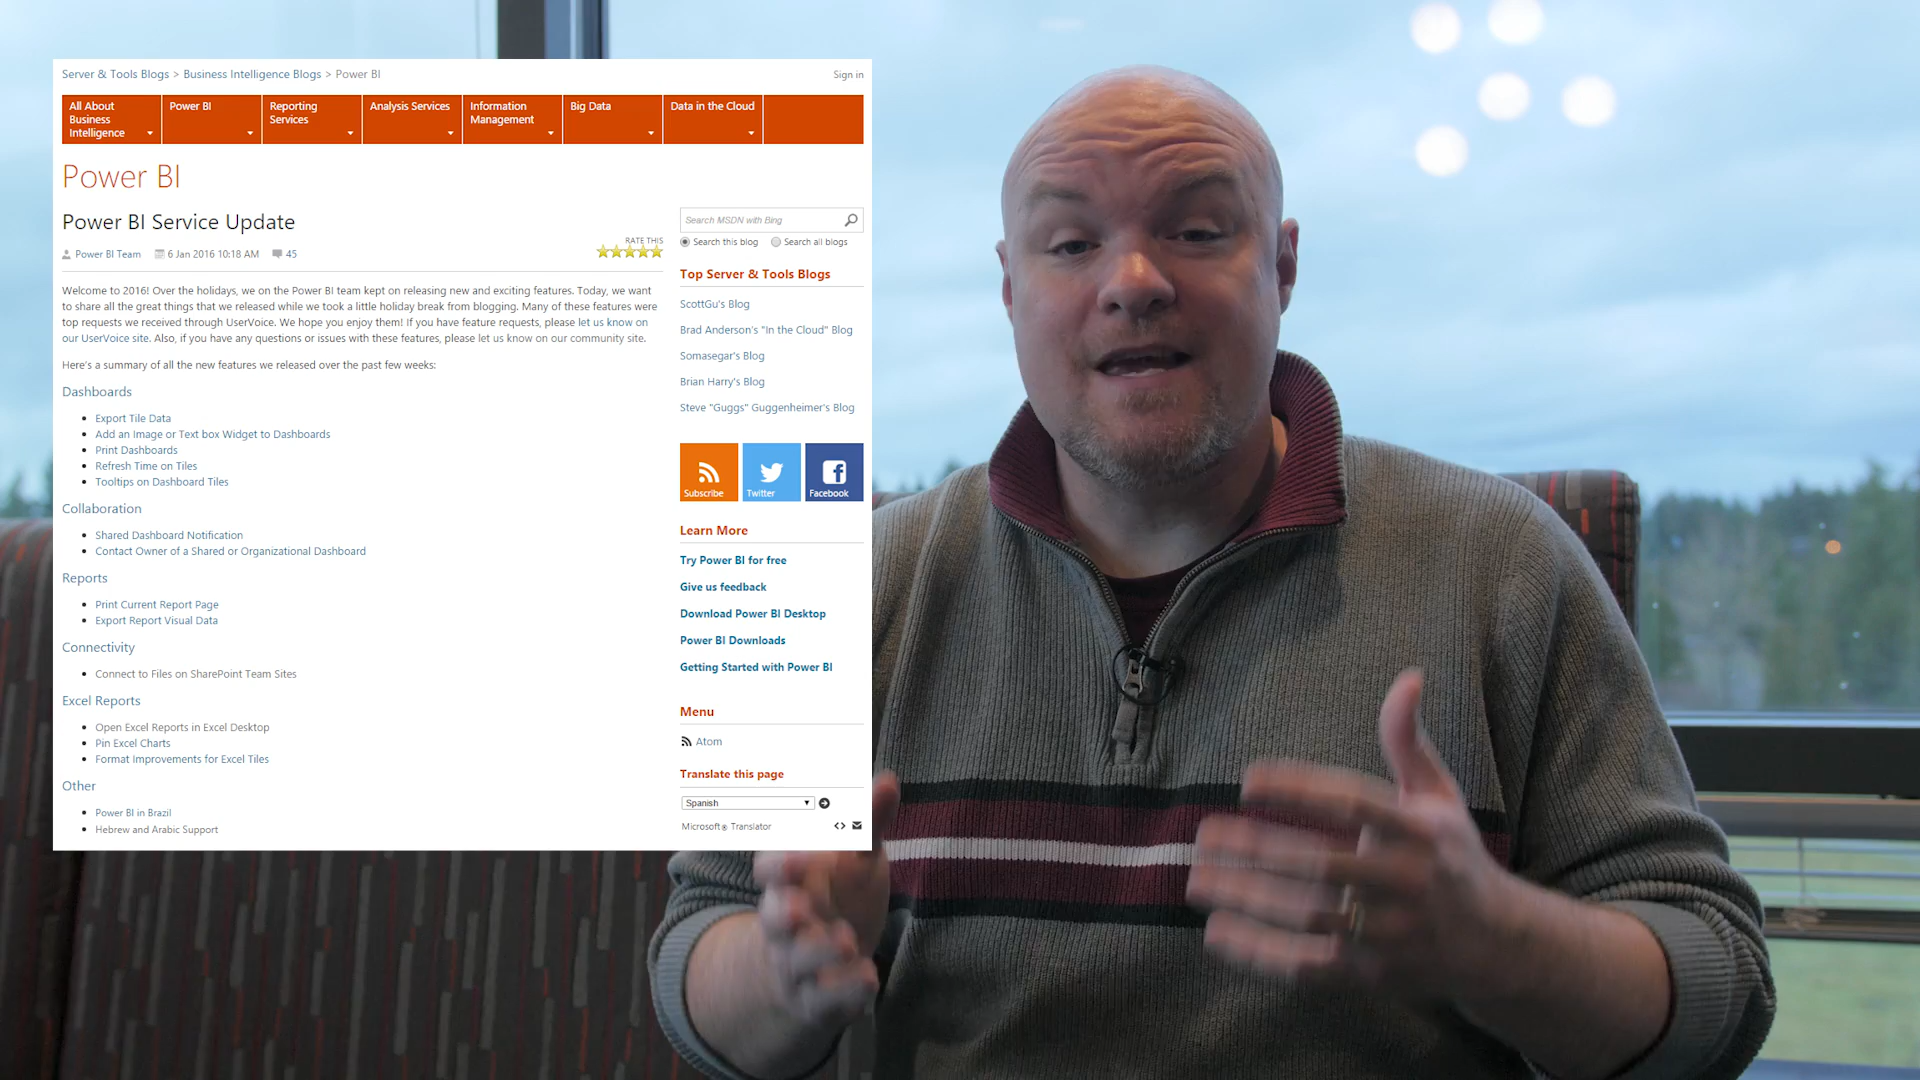 Server & Tools Blogs > Business Intelligence Blogs > Power BI
Sign in
All About Business Intelligence
Power BI
Reporting Services
Analysis Services
Information Management
Big Data
Data in the Cloud
Power BI
Power BI Service Update
Power BI Team
6 Jan 2016 10:18 AM
45
RATE THIS
Welcome to 2016! Over the holidays, we on the Power BI team kept on releasing new and exciting features. Today, we want
to share all the great things that we released while we took a little holiday break from blogging. Many of these features were
top requests we received through UserVoice. We hope you enjoy them! If you have feature requests, please let us know on
our UserVoice site. Also, if you have any questions or issues with these features, please let us know on our community site.
Here's a summary of all the new features we released over the past few weeks:
Dashboards
Export Tile Data
Add an Image or Text box Widget to Dashboards
Print Dashboards
Refresh Time on Tiles
Tooltips on Dashboard Tiles
Collaboration
Shared Dashboard Notification
Contact Owner of a Shared or Organizational Dashboard
Reports
Print Current Report Page
Export Report Visual Data
Connectivity
Connect to Files on SharePoint Team Sites
Excel Reports
Open Excel Reports in Excel Desktop
Pin Excel Charts
Format Improvements for Excel Tiles
Other
Power BI in Brazil
Hebrew and Arabic Support
Search MSDN with Bing
Search this blog
Search all blogs
Top Server & Tools Blogs
ScottGu's Blog
Brad Anderson's "In the Cloud" Blog
Somasegar's Blog
Brian Harry's Blog
Steve "Guggs" Guggenheimer's Blog
Subscribe
Twitter
Facebook
Learn More
Try Power BI for free
Give us feedback
Download Power BI Desktop
Power BI Downloads
Getting Started with Power BI
Menu
Atom
Translate this page
Spanish
Microsoft® Translator